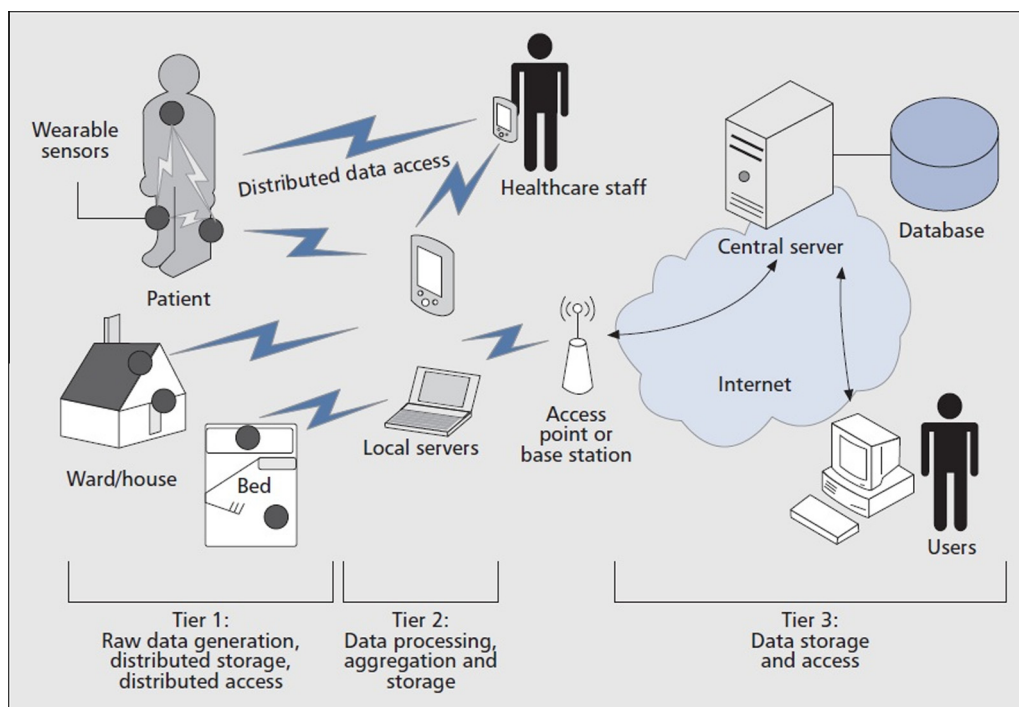 Wearable
sensors
Distributed data access
Healthcare staff
Patient
Central server
Database
Internet
Ward/house
Bed
Local servers
Access
point or
base station
Users
Tier 1:
Raw data generation,
distributed storage,
distributed access
Tier 2:
Data processing,
aggregation and
storage
Tier 3:
Data storage
and access